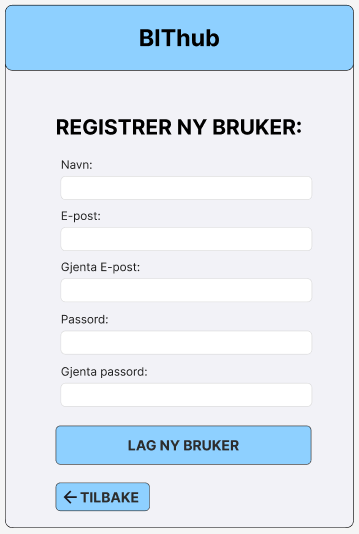 BIThub
REGISTRER NY BRUKER:
Navn:
E-post:
Gjenta E-post:
Passord:
Gjenta passord:
LAG NY BRUKER
TILBAKE